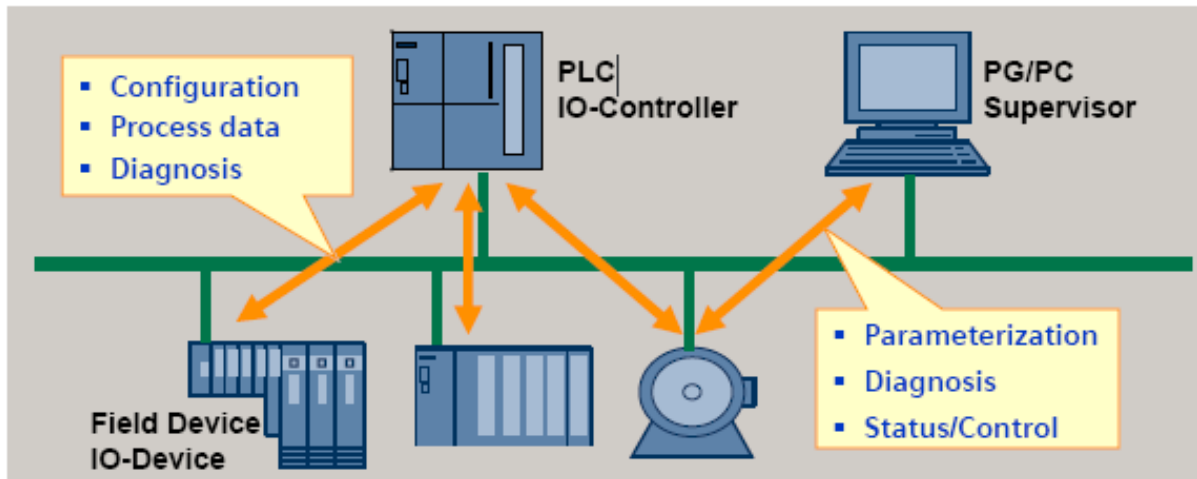 ▪ Configuration
▪ Process data
▪ Diagnosis
PLC
IO-Controller
PG/PC
Supervisor
Field Device
IO-Device
▪ Parameterization
▪ Diagnosis
▪ Status/Control